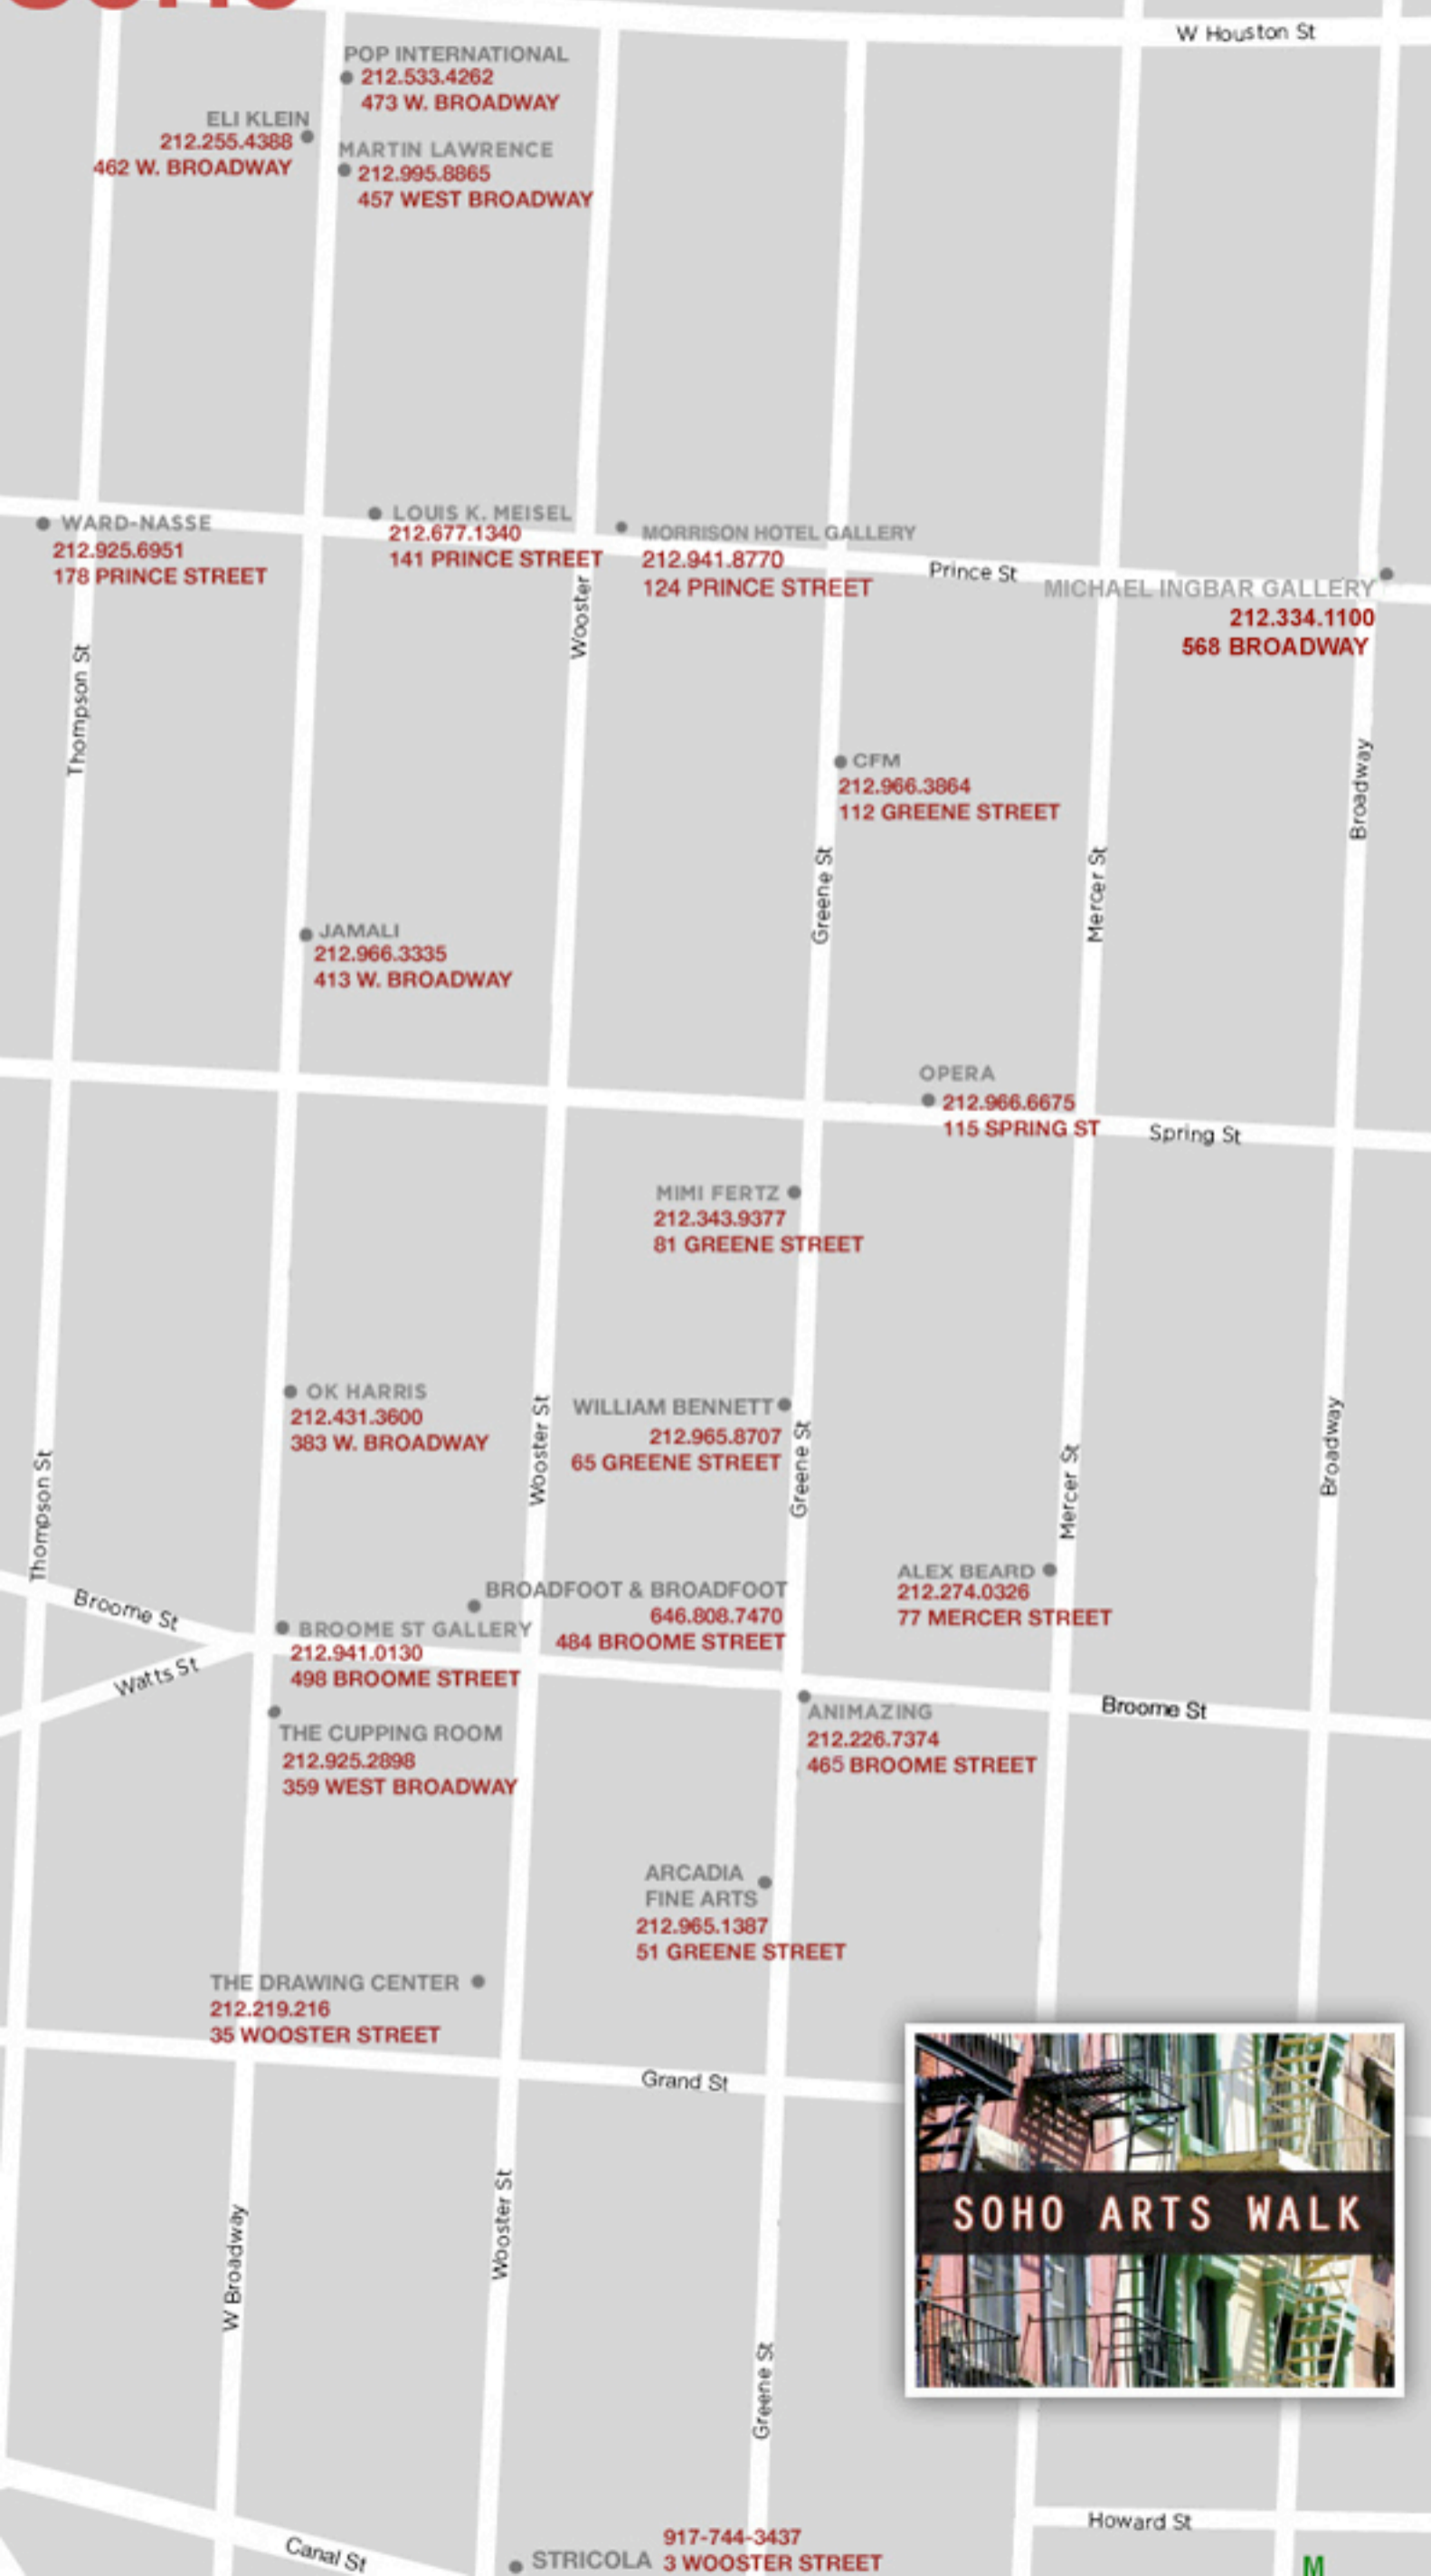 W Houston St
POP INTERNATIONAL
212.533.4262
473 W. BROADWAY
ELI KLEIN
212.255.4388
462 W. BROADWAY
MARTIN LAWRENCE
212.995.8865
457 WEST BROADWAY
WARD-NASSE
212.925.6951
178 PRINCE STREET
LOUIS K. MEISEL
212.677.1340
141 PRINCE STREET
MORRISON HOTEL GALLERY
212.941.8770
124 PRINCE STREET
Prince St
MICHAEL INGBAR GALLERY
212.334.1100
568 BROADWAY
Wooster
Thompson St
CFM
212.966.3864
112 GREENE STREET
Broadway
Greene St
Mercer St
JAMALI
212.966.3335
413 W. BROADWAY
OPERA
212.966.6675
115 SPRING ST
Spring St
MIMI FERTZ
212.343.9377
81 GREENE STREET
OK HARRIS
212.431.3600
383 W. BROADWAY
WILLIAM BENNETT
212.965.8707
65 GREENE STREET
Thompson St
Wooster St
Greene St
Mercer St
Broadway
ALEX BEARD
212.274.0326
77 MERCER STREET
BROADFOOT & BROADFOOT
646.808.7470
484 BROOME STREET
Broome St
BROOME ST GALLERY
212.941.0130
498 BROOME STREET
Watts St
Broome St
ANIMAZING
212.226.7374
465 BROOME STREET
THE CUPPING ROOM
212.925.2898
359 WEST BROADWAY
ARCADIA
FINE ARTS
212.965.1387
51 GREENE STREET
THE DRAWING CENTER
212.219.216
35 WOOSTER STREET
Grand St
SOHO ARTS WALK
W Broadway
Wooster St
Greene St
Howard St
Canal St
917-744-3437
STRICOLA 3 WOOSTER STREET
M